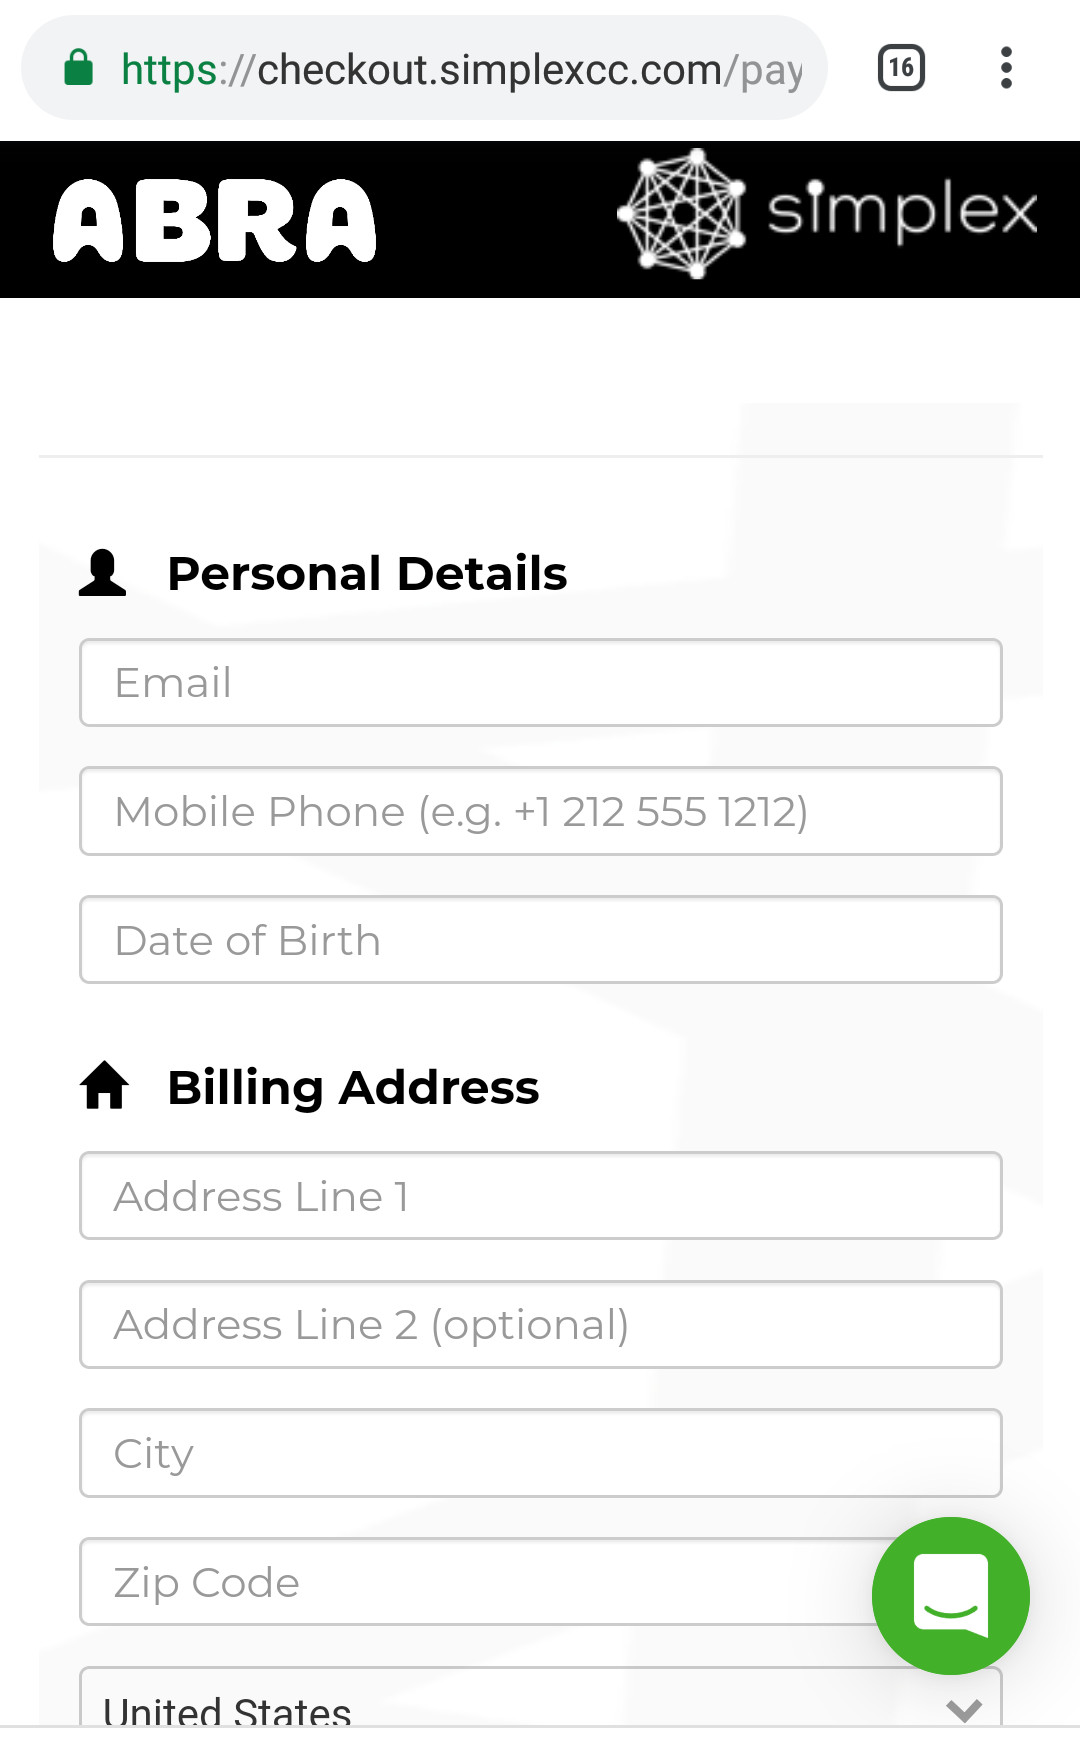 https://checkout.simplexcc.com/pay
16
ABRA
simplex
Personal Details
Email
Mobile Phone (e.g. +1 212 555 1212)
Date of Birth
Billing Address
Address Line 1
Address Line 2 (optional)
City
Zip Code
United States